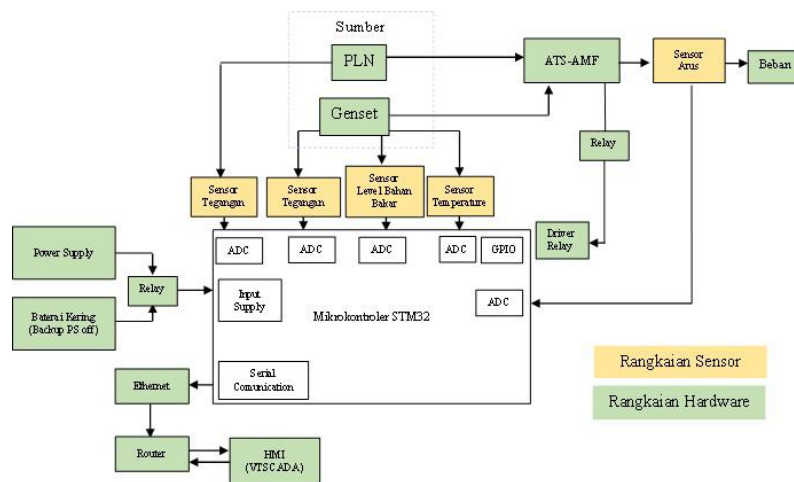 Sumber
PLN
ATS-AMF
Sensor
Arus
Beban
Genset
Relay
Sensor
Tegangan
Sensor
Tegangan
Sensor
Level Bahan
Bakar
Sensor
Temperature
Driver
Relay
ADC
ADC
ADC
ADC
GPIO
Power Supply
Relay
Input
Supply
ADC
Mikrokontroler STM32
Baterai Kering
(Backup PS off)
Serial
Comunication
Ethernet
Router
HMI
(VTSCADA)
Rangkaian Sensor
Rangkaian Hardware